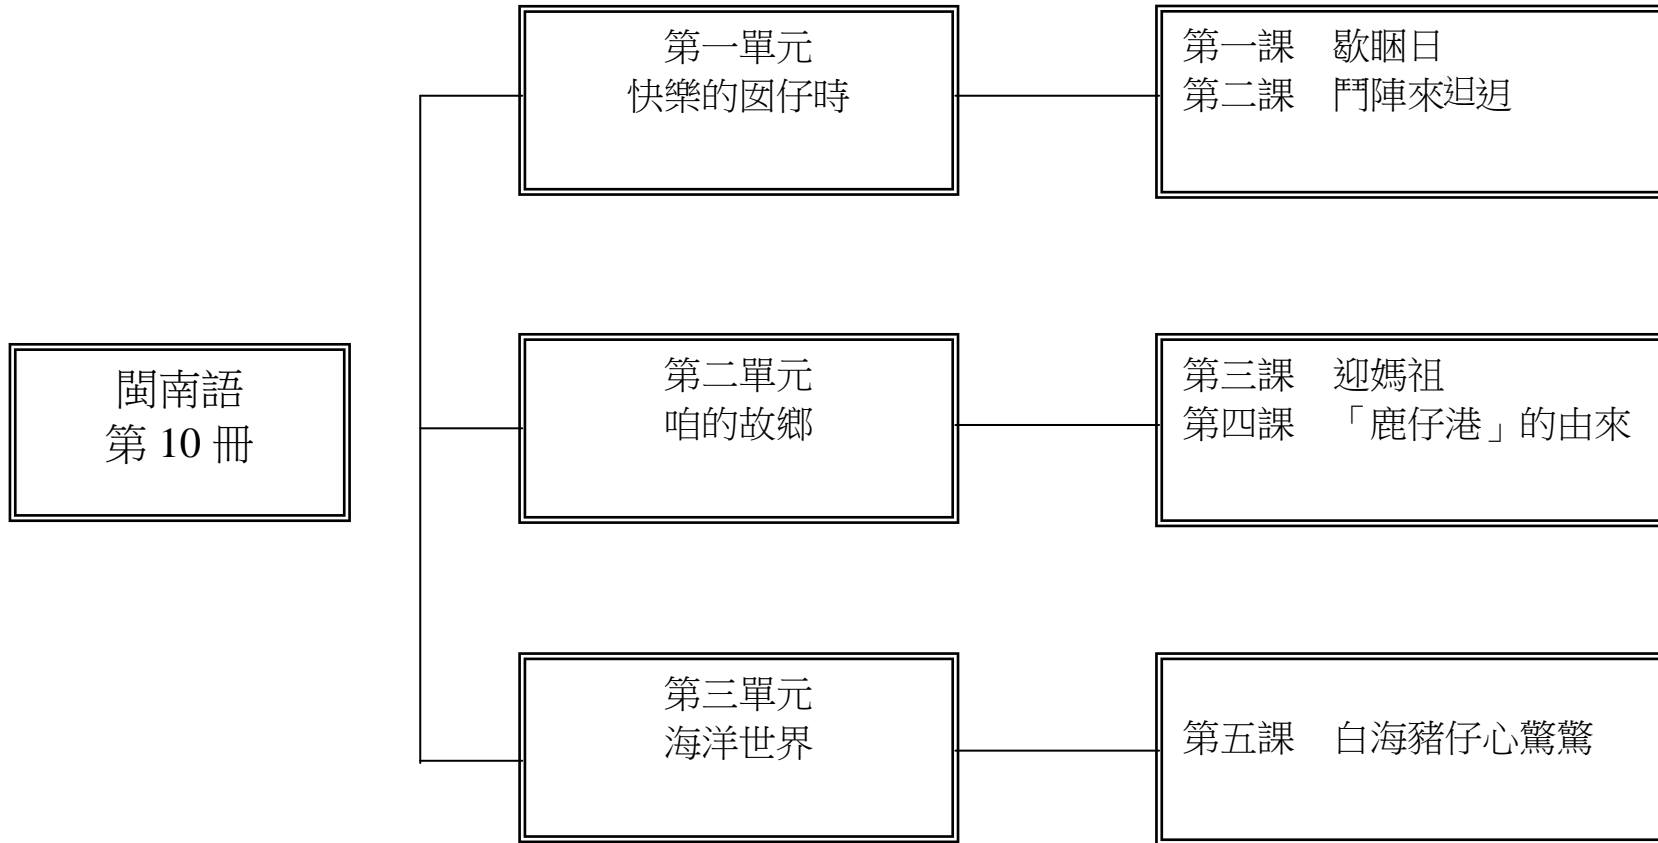 閩南語
第 10 冊
第一單元
快樂的囡仔時
第一課　歇睏日
第二課　鬥陣來𨑨迌
第二單元
咱的故鄉
第三課　迎媽祖
第四課　「鹿仔港」的由來
第三單元
海洋世界
第五課　白海豬仔心驚驚